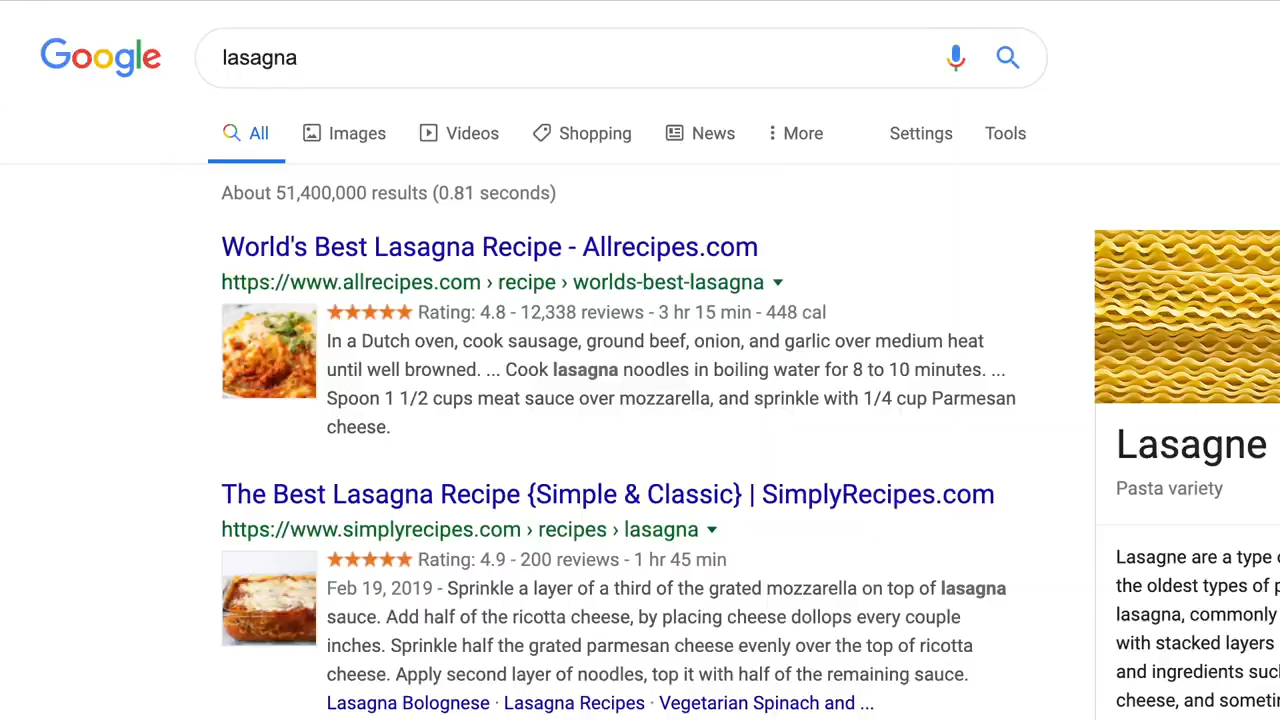 Google
lasagna
All Images Videos Shopping News More Settings Tools
About 51,400,000 results (0.81 seconds)
World's Best Lasagna Recipe - Allrecipes.com
https://www.allrecipes.com › recipe › worlds-best-lasagna
Rating: 4.8 - 12,338 reviews - 3 hr 15 min - 448 cal
In a Dutch oven, cook sausage, ground beef, onion, and garlic over medium heat
until well browned. ... Cook lasagna noodles in boiling water for 8 to 10 minutes. ...
Spoon 1 1/2 cups meat sauce over mozzarella, and sprinkle with 1/4 cup Parmesan
cheese.
The Best Lasagna Recipe {Simple & Classic} | SimplyRecipes.com
https://www.simplyrecipes.com › recipes › lasagna
Rating: 4.9 - 200 reviews - 1 hr 45 min
Feb 19, 2019 - Sprinkle a layer of a third of the grated mozzarella on top of lasagna
sauce. Add half of the ricotta cheese, by placing cheese dollops every couple
inches. Sprinkle half the grated parmesan cheese evenly over the top of ricotta
cheese. Apply second layer of noodles, top it with half of the remaining sauce.
Lasagna Bolognese · Lasagna Recipes · Vegetarian Spinach and ...
Lasagne
Pasta variety
Lasagne are a type
the oldest types of
lasagna, commonly
with stacked layers
and ingredients
cheese, and